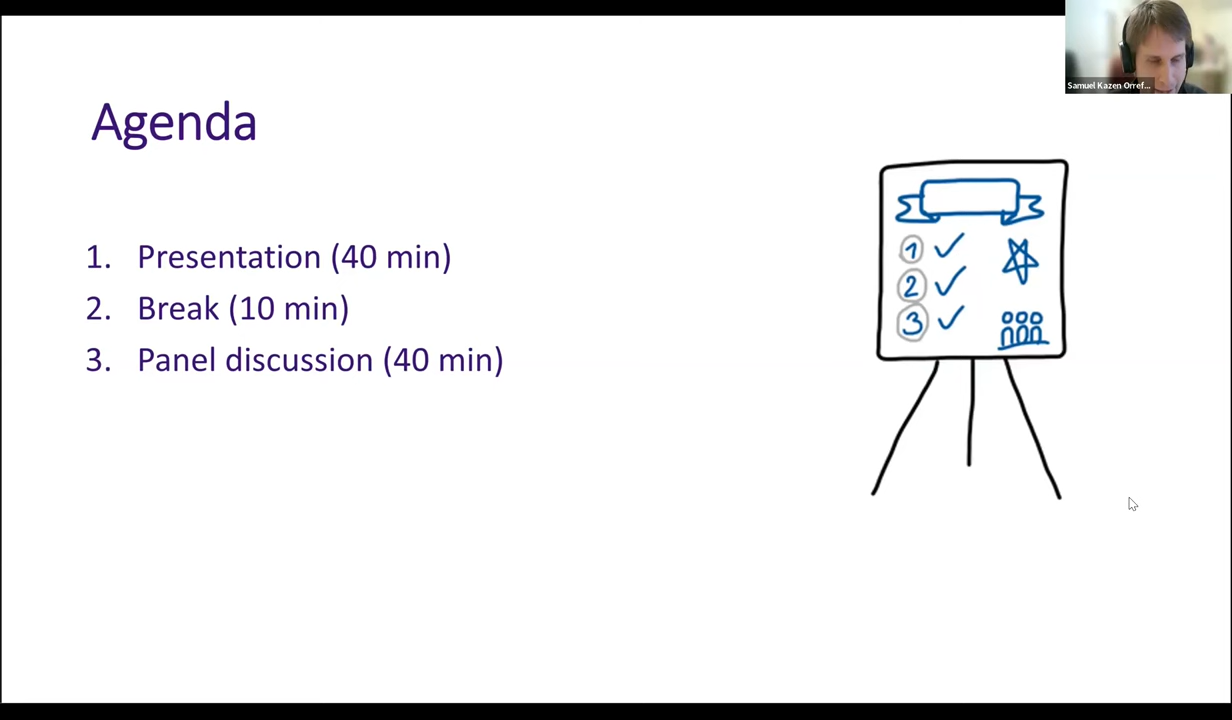 Samuel Kazen Orref...
Agenda
1. Presentation (40 min)
2. Break (10 min)
3. Panel discussion (40 min)
1
2
3